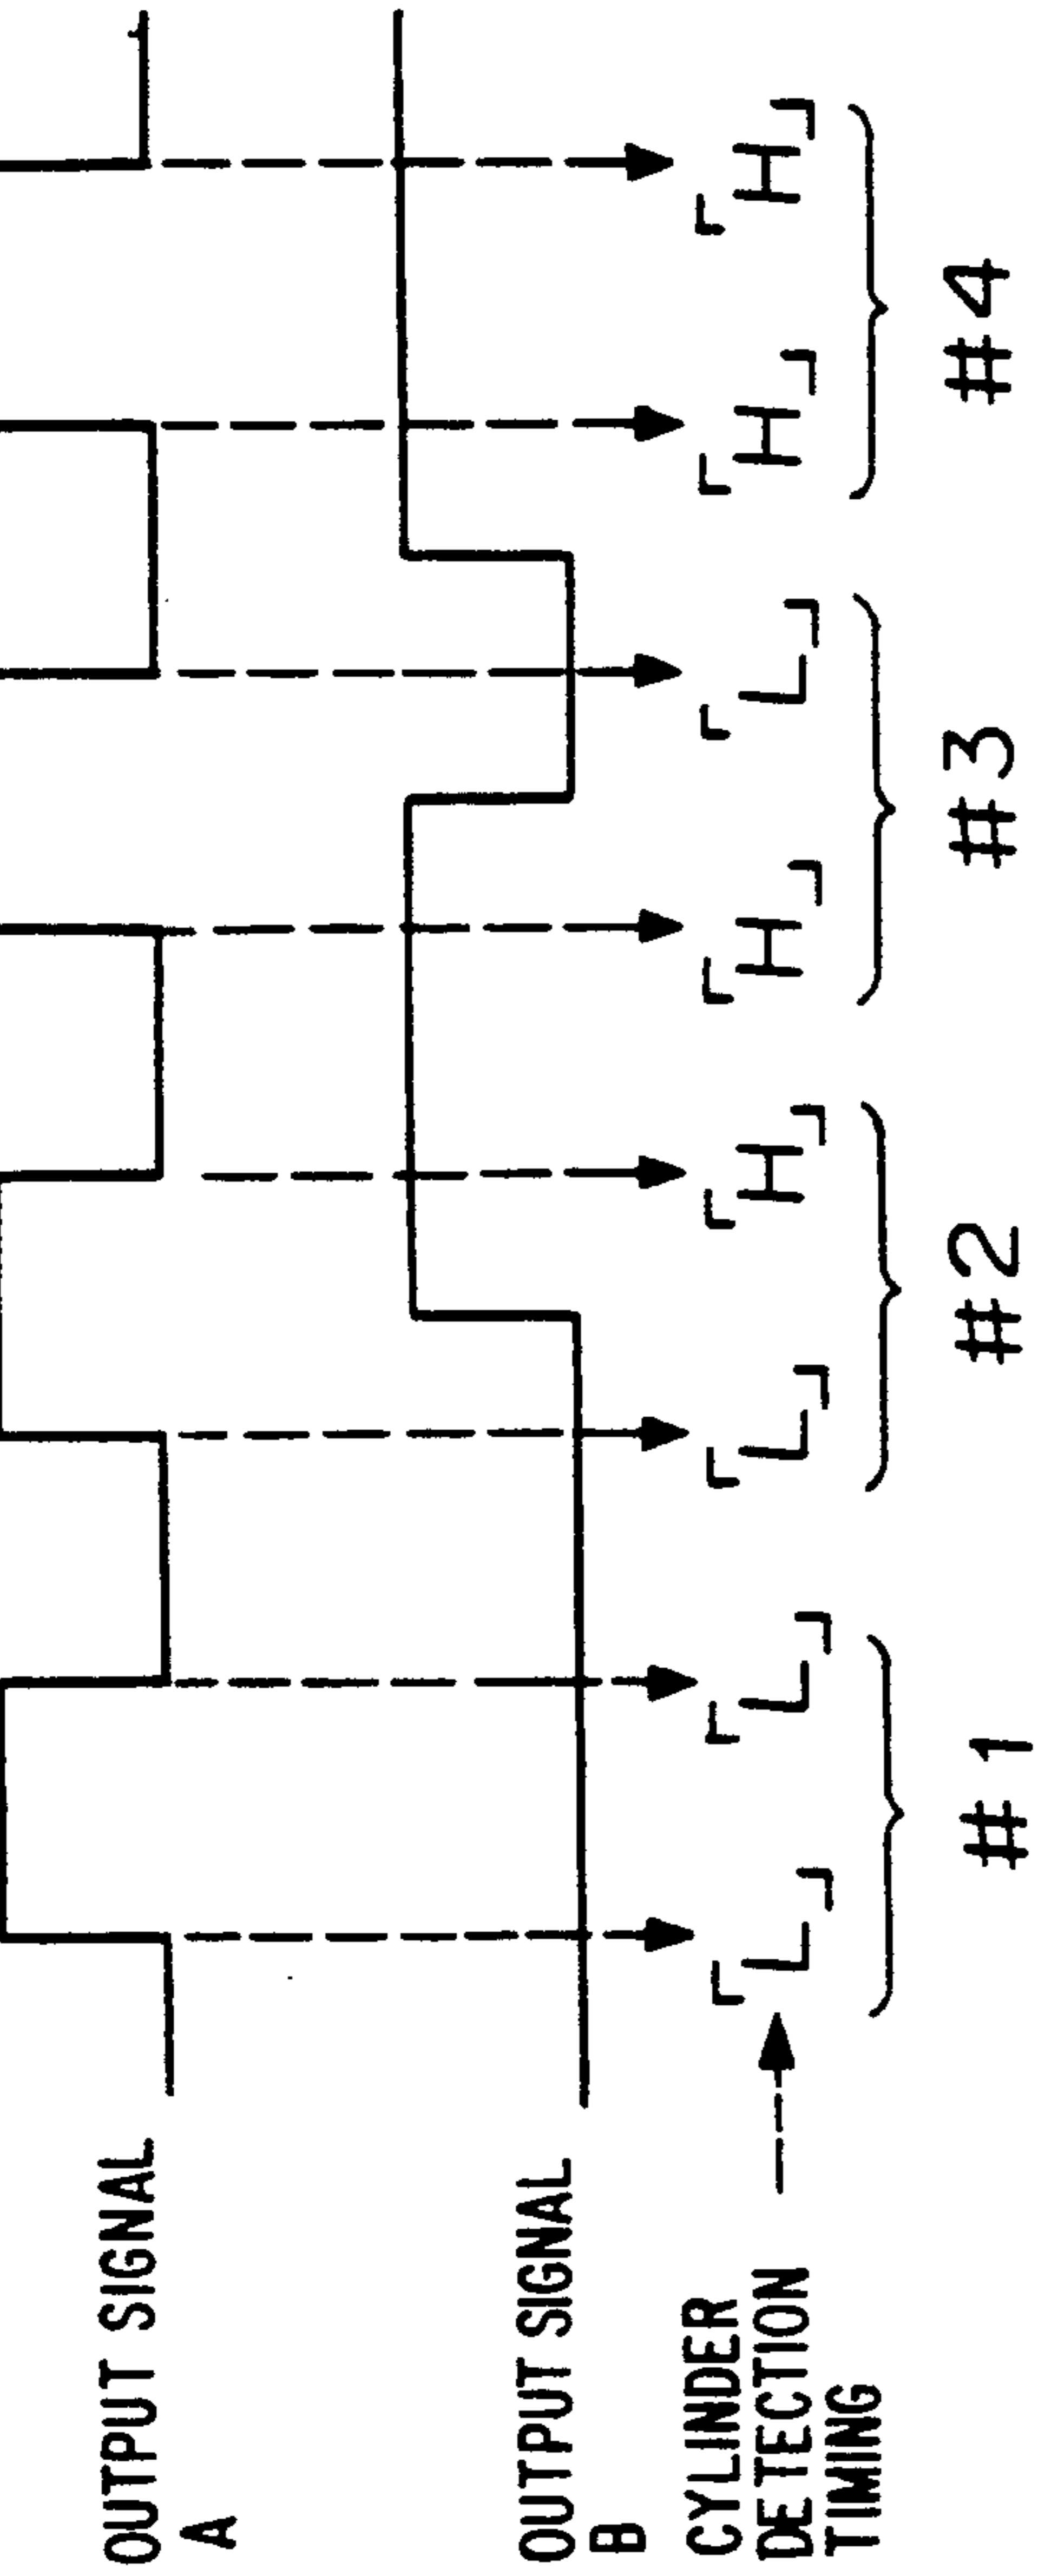 OUTPUT SIGNAL
A
OUTPUT SIGNAL
B
CYLINDER
DETECTION
TIMING
「L」 「L」 「L」 「H」 「H」 「L」 「H」 「H」
#1 #2 #3 #4